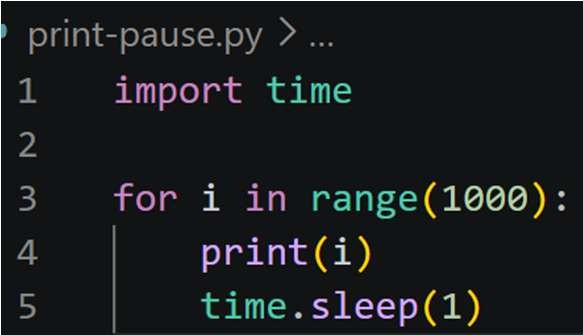 print-pause.py > ...
1 import time
2
3 for i in range(1000):
4     print(i)
5     time.sleep(1)